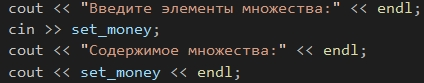 cout << "Введите элементы множества:" << endl;
cin >> set_money;
cout << "Содержимое множества:" << endl;
cout << set_money << endl;